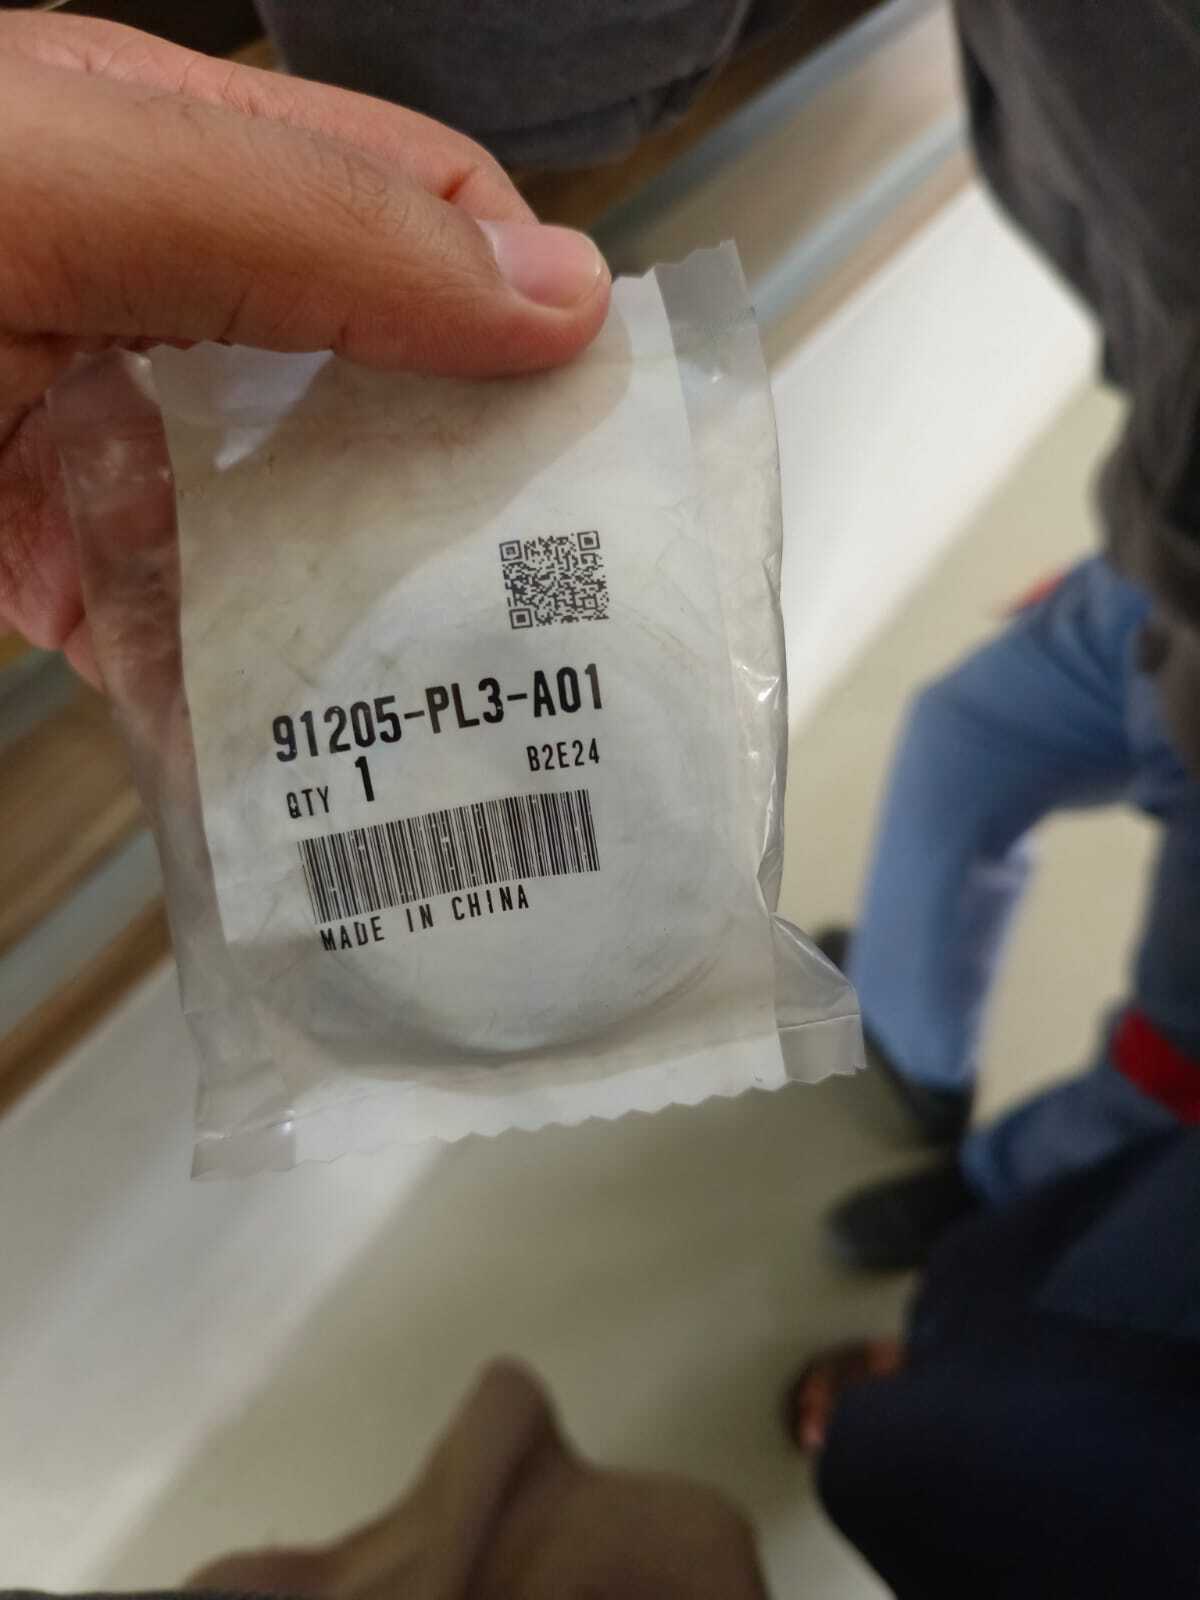 91205-PL3-A01
QTY 1 B2E24
MADE IN CHINA